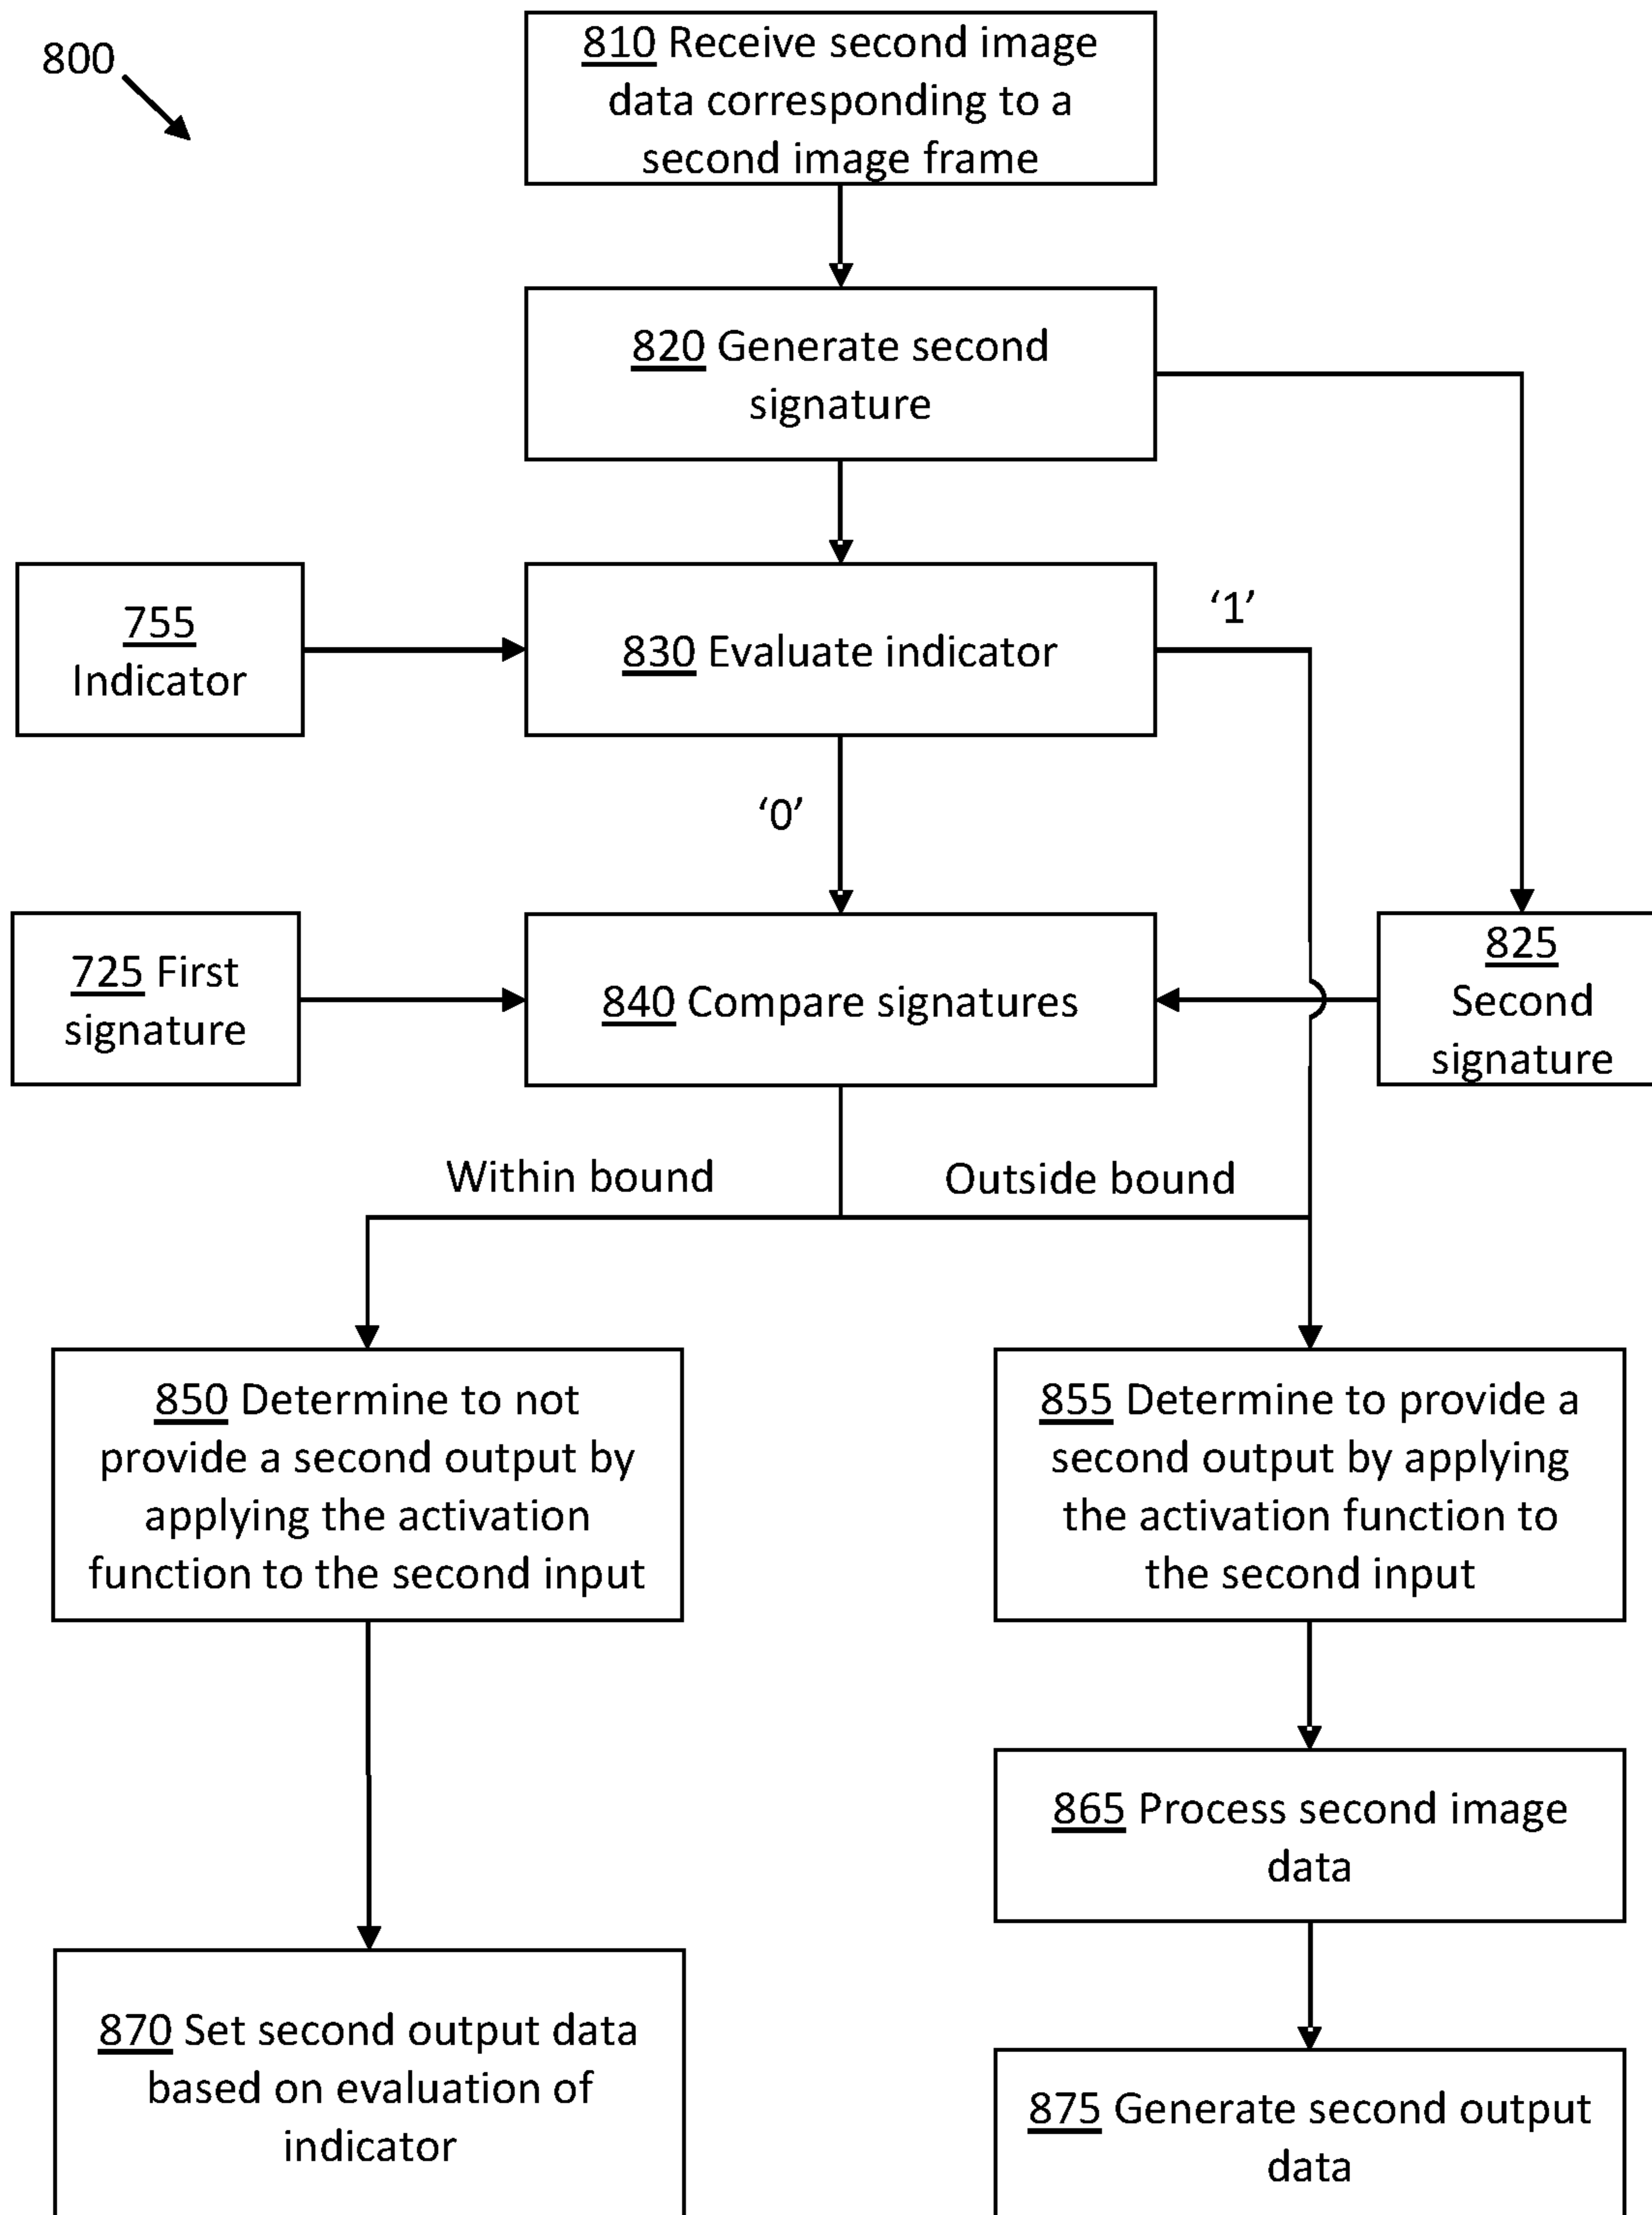 800
810 Receive second image
data corresponding to a
second image frame
820 Generate second
signature
755
Indicator
830 Evaluate indicator
‘1’
‘0’
725 First
signature
840 Compare signatures
825
Second
signature
Within bound
Outside bound
850 Determine to not
provide a second output by
applying the activation
function to the second input
855 Determine to provide a
second output by applying
the activation function to
the second input
865 Process second image
data
870 Set second output data
based on evaluation of
indicator
875 Generate second output
data